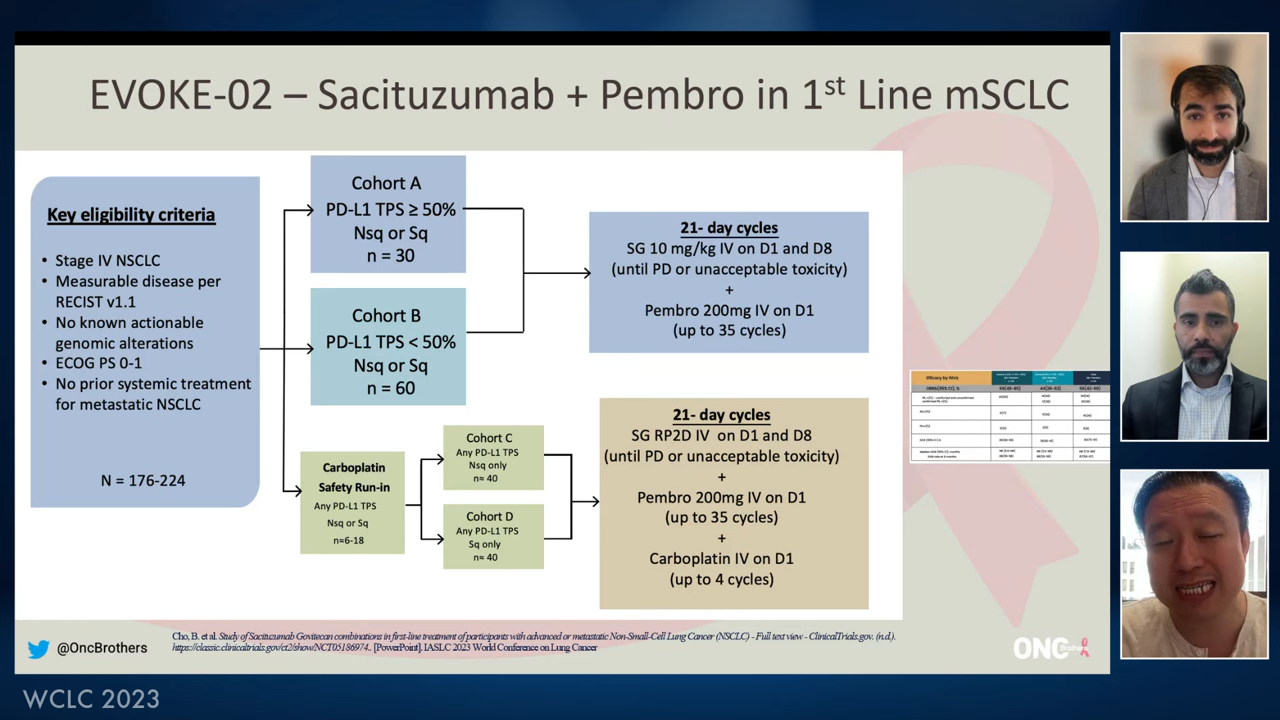 EVOKE-02 – Sacituzumab + Pembro in 1st Line mSCLC
Key eligibility criteria
• Stage IV NSCLC
• Measurable disease per
RECIST v1.1
• No known actionable
genomic alterations
• ECOG PS 0-1
• No prior systemic treatment
for metastatic NSCLC
N = 176-224
Cohort A
PD-L1 TPS ≥ 50%
Nsq or Sq
n = 30
Cohort B
PD-L1 TPS < 50%
Nsq or Sq
n = 60
Carboplatin
Safety Run-in
Any PD-L1 TPS
Nsq or Sq
n≈6-18
Cohort C
Any PD-L1 TPS
Nsq only
n≈ 40
Cohort D
Any PD-L1 TPS
Sq only
n≈ 40
21- day cycles
SG 10 mg/kg IV on D1 and D8
(until PD or unacceptable toxicity)
+
Pembro 200mg IV on D1
(up to 35 cycles)
21- day cycles
SG RP2D IV on D1 and D8
(until PD or unacceptable toxicity)
+
Pembro 200mg IV on D1
(up to 35 cycles)
+
Carboplatin IV on D1
(up to 4 cycles)
@OncBrothers
Cho, B. et al. Study of Sacituzumab Govitecan combinations in first-line treatment of participants with advanced or metastatic Non-Small-Cell Lung Cancer (NSCLC) - Full text view - ClinicalTrials.gov. (n.d.).
https://classic.clinicaltrials.gov/ct2/show/NCT05186974. [PowerPoint]. IASLC 2023 World Conference on Lung Cancer
ONC Brothers
WCLC 2023